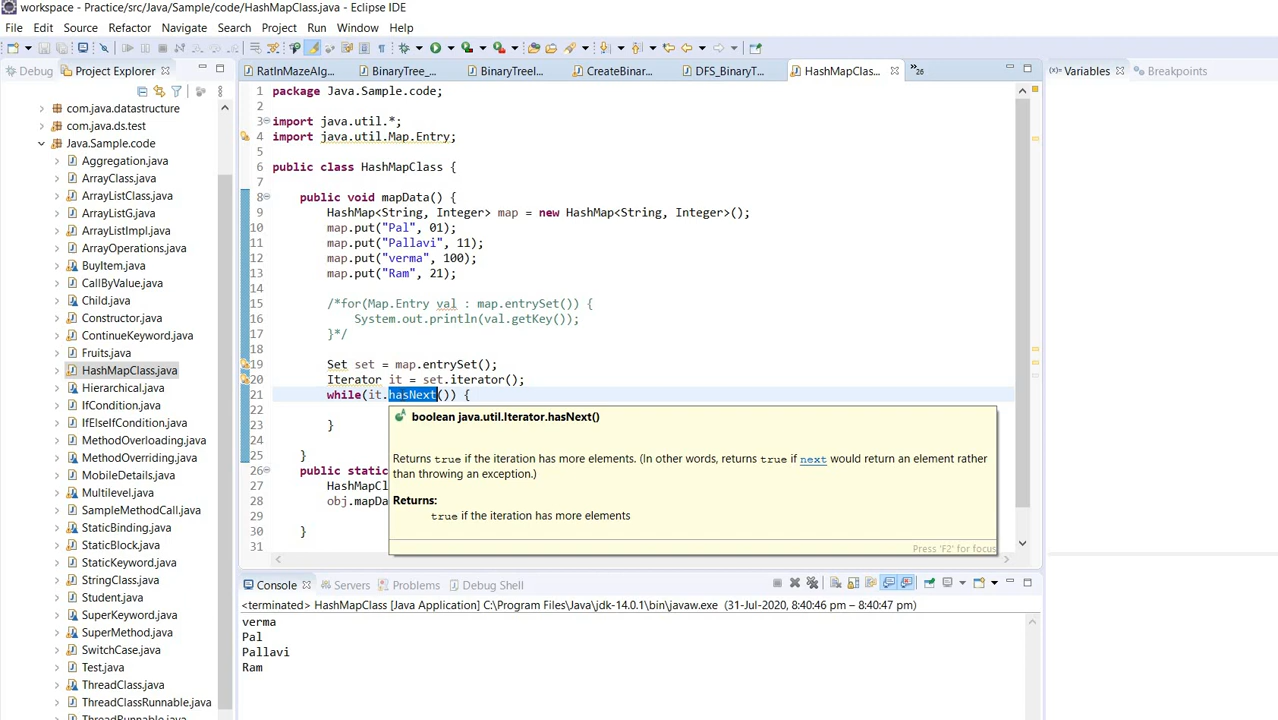 workspace - Practice/src/Java/Sample/code/HashMapClass.java - Eclipse IDE
File Edit Source Refactor Navigate Search Project Run Window Help
Debug Project Explorer
RatInMazeAlg... BinaryTree_... BinaryTreeI... CreateBinar... DFS_BinaryT... HashMapClas... »26
Variables Breakpoints
com.java.datastructure
com.java.ds.test
Java.Sample.code
Aggregation.java
ArrayClass.java
ArrayListClass.java
ArrayListG.java
ArrayListImpl.java
ArrayOperations.java
BuyItem.java
CallByValue.java
Child.java
Constructor.java
ContinueKeyword.java
Fruits.java
HashMapClass.java
Hierarchical.java
IfCondition.java
IfElseIfCondition.java
MethodOverloading.java
MethodOverriding.java
MobileDetails.java
Multilevel.java
SampleMethodCall.java
StaticBinding.java
StaticBlock.java
StaticKeyword.java
StringClass.java
Student.java
SuperKeyword.java
SuperMethod.java
SwitchCase.java
Test.java
ThreadClass.java
ThreadClassRunnable.java
ThreadRunnable.java
1 package Java.Sample.code;
2
3 import java.util.*;
4 import java.util.Map.Entry;
5
6 public class HashMapClass {
7
8 public void mapData() {
9 HashMap<String, Integer> map = new HashMap<String, Integer>();
10 map.put("Pal", 01);
11 map.put("Pallavi", 11);
12 map.put("verma", 100);
13 map.put("Ram", 21);
14
15 /*for(Map.Entry val : map.entrySet()) {
16 System.out.println(val.getKey());
17 }*/
18
19 Set set = map.entrySet();
20 Iterator it = set.iterator();
21 while(it.hasNext()) {
22
23 }
24
25 }
26 public static
27 HashMapCl
28 obj.mapDa
29
30 }
31
boolean java.util.Iterator.hasNext()
Returns true if the iteration has more elements. (In other words, returns true if next would return an element rather
than throwing an exception.)
Returns:
true if the iteration has more elements
Press 'F2' for focus
Console Servers Problems Debug Shell
<terminated> HashMapClass [Java Application] C:\Program Files\Java\jdk-14.0.1\bin\javaw.exe (31-Jul-2020, 8:40:46 pm – 8:40:47 pm)
verma
Pal
Pallavi
Ram